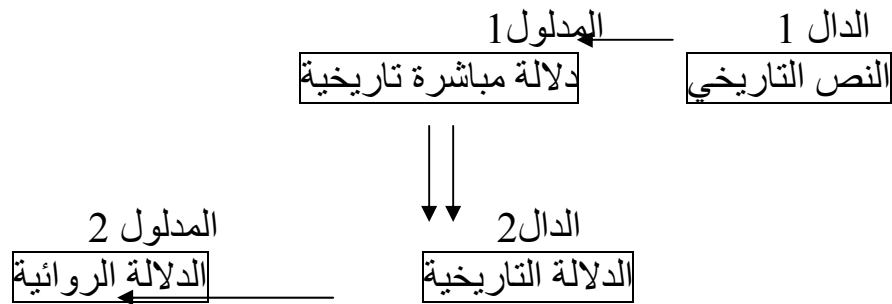 الدال 1 المدلول1
النص التاريخي دلالة مباشرة تاريخية
الدال2 المدلول 2
الدلالة التاريخية الدلالة الروائية